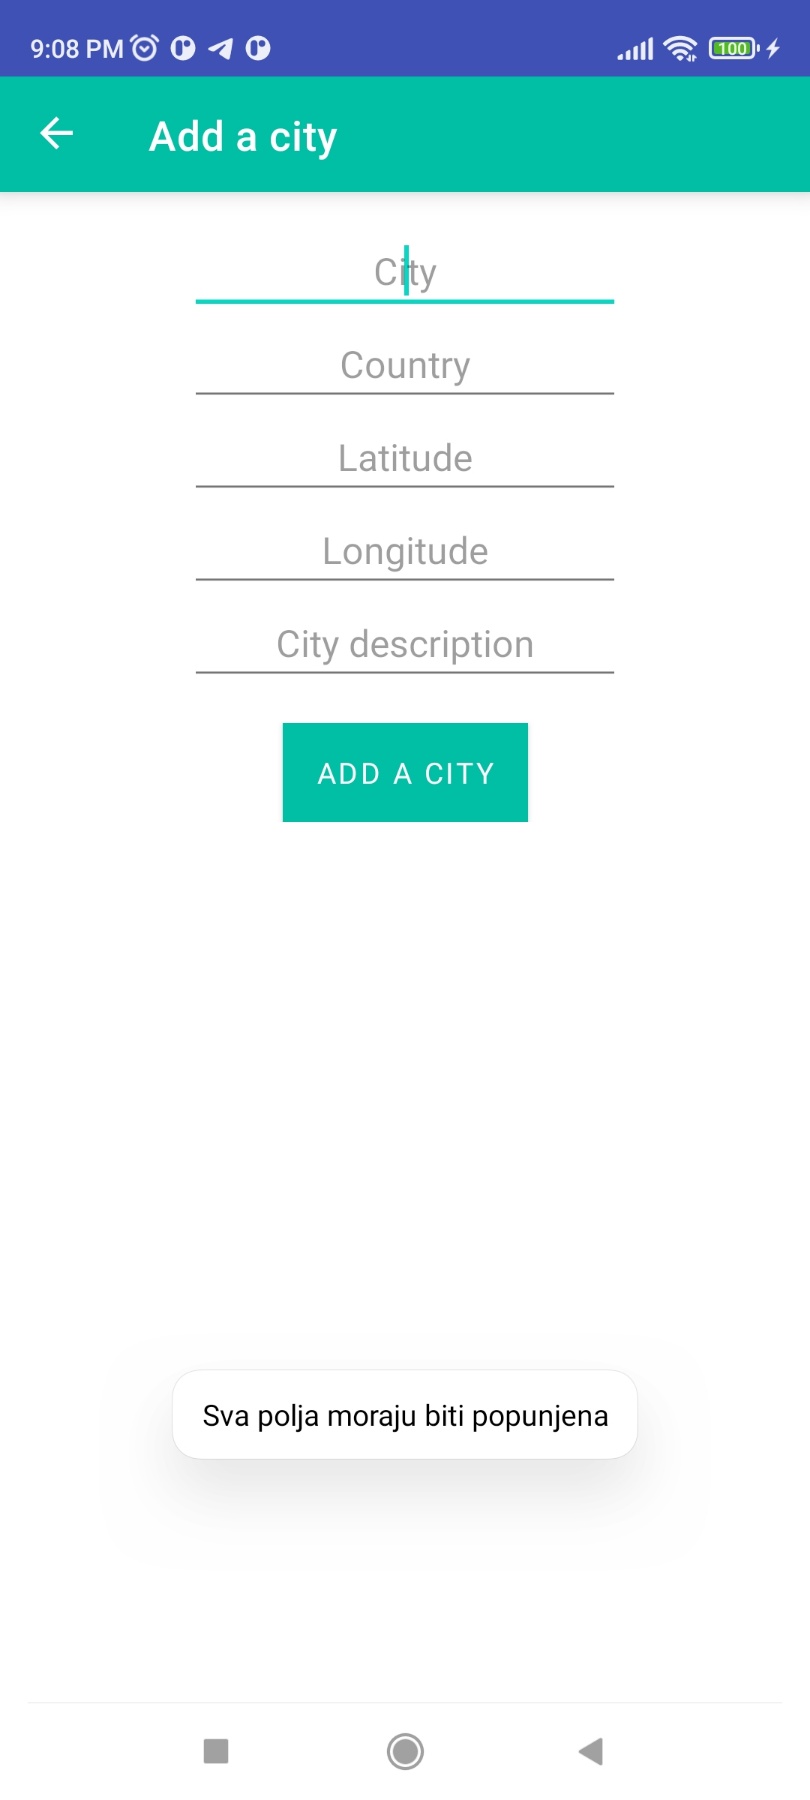 9:08 PM
100
Add a city
City
Country
Latitude
Longitude
City description
ADD A CITY
Sva polja moraju biti popunjena